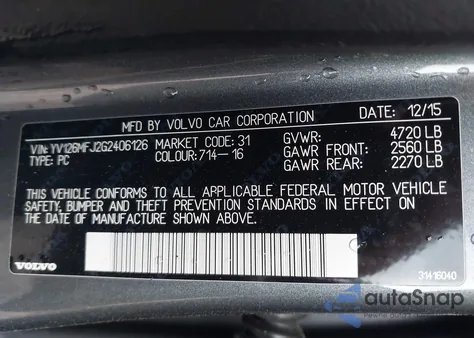 MFD BY VOLVO CAR CORPORATION DATE: 12/15
VIN: YV126MFJ2G2406126 MARKET CODE: 31 GVWR: 4720 LB
TYPE: PC COLOUR: 714-16 GAWR FRONT: 2560 LB
GAWR REAR: 2270 LB
THIS VEHICLE CONFORMS TO ALL APPLICABLE FEDERAL MOTOR VEHICLE
SAFETY, BUMPER AND THEFT PREVENTION STANDARDS IN EFFECT ON
THE DATE OF MANUFACTURE SHOWN ABOVE.
VOLVO 31416040
autoSnap